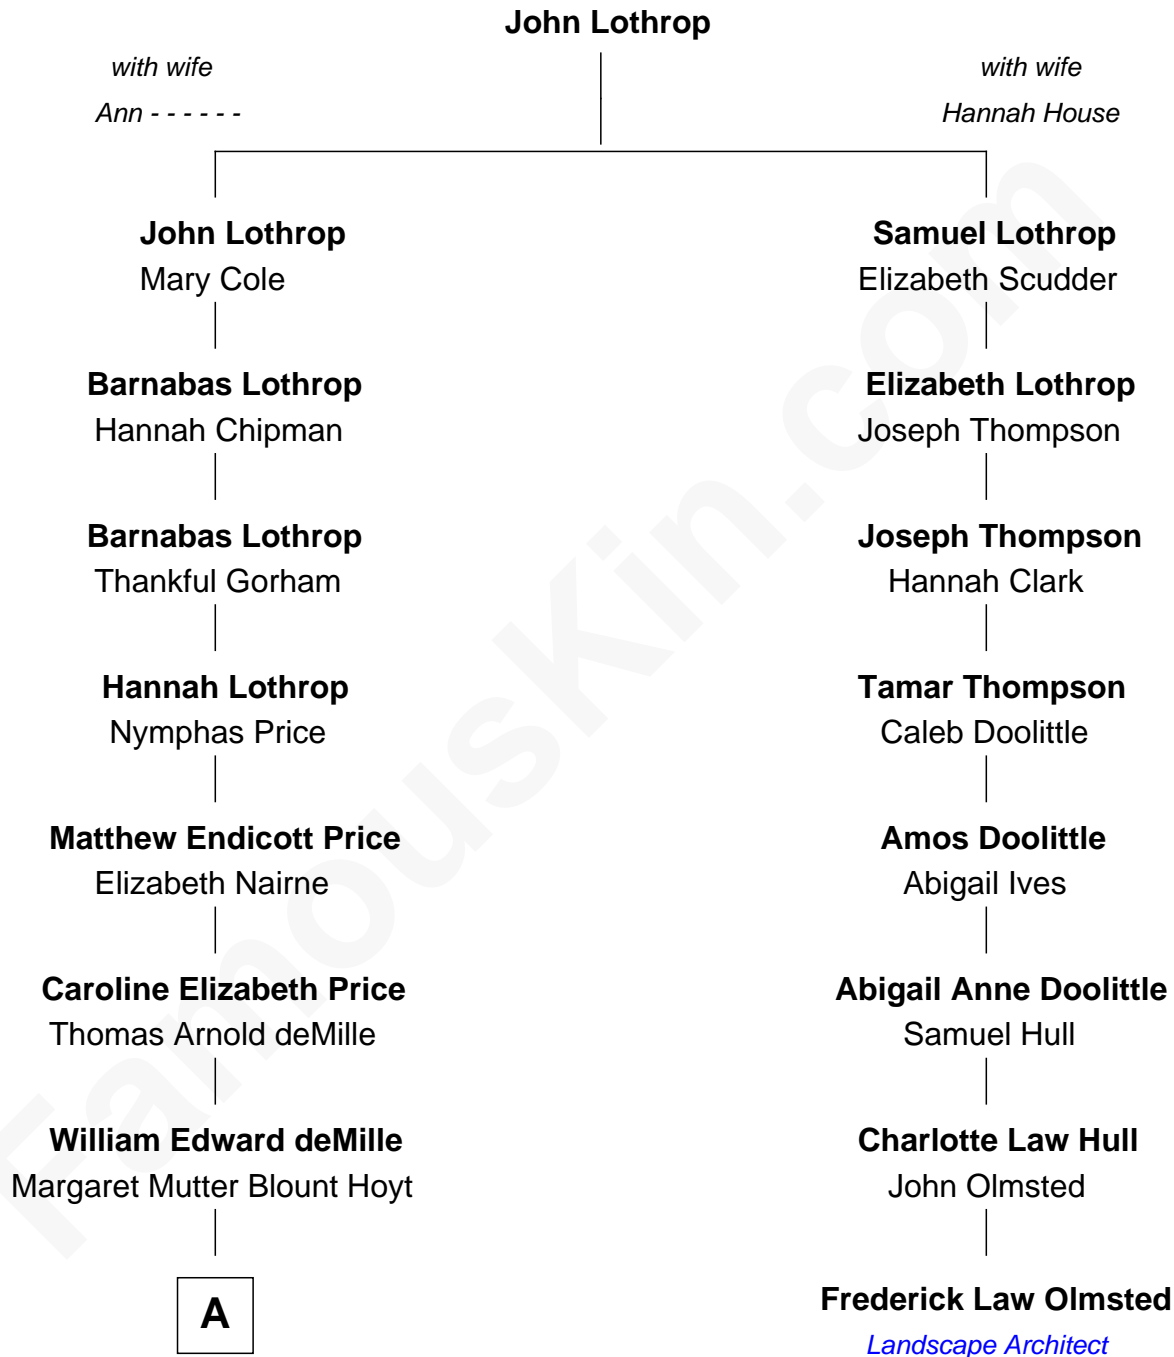 John Lothrop
with wife
Ann - - - - - -
with wife
Hannah House
John Lothrop
Mary Cole
Samuel Lothrop
Elizabeth Scudder
Barnabas Lothrop
Hannah Chipman
Elizabeth Lothrop
Joseph Thompson
Barnabas Lothrop
Thankful Gorham
Joseph Thompson
Hannah Clark
Hannah Lothrop
Nymphas Price
Tamar Thompson
Caleb Doolittle
Matthew Endicott Price
Elizabeth Nairne
Amos Doolittle
Abigail Ives
Caroline Elizabeth Price
Thomas Arnold deMille
Abigail Anne Doolittle
Samuel Hull
William Edward deMille
Margaret Mutter Blount Hoyt
Charlotte Law Hull
John Olmsted
A
Frederick Law Olmsted
Landscape Architect
FamousKin.com